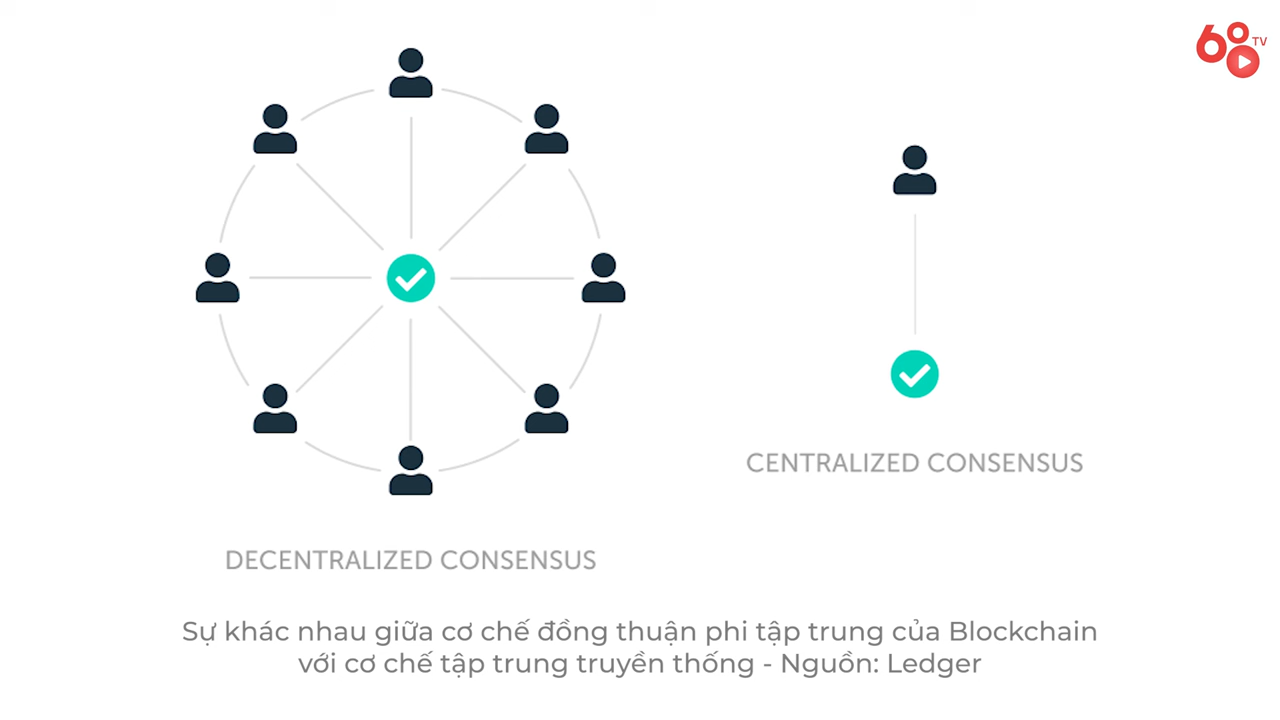 68 TV
CENTRALIZED CONSENSUS
DECENTRALIZED CONSENSUS
Sự khác nhau giữa cơ chế đồng thuận phi tập trung của Blockchain
với cơ chế tập trung truyền thống - Nguồn: Ledger